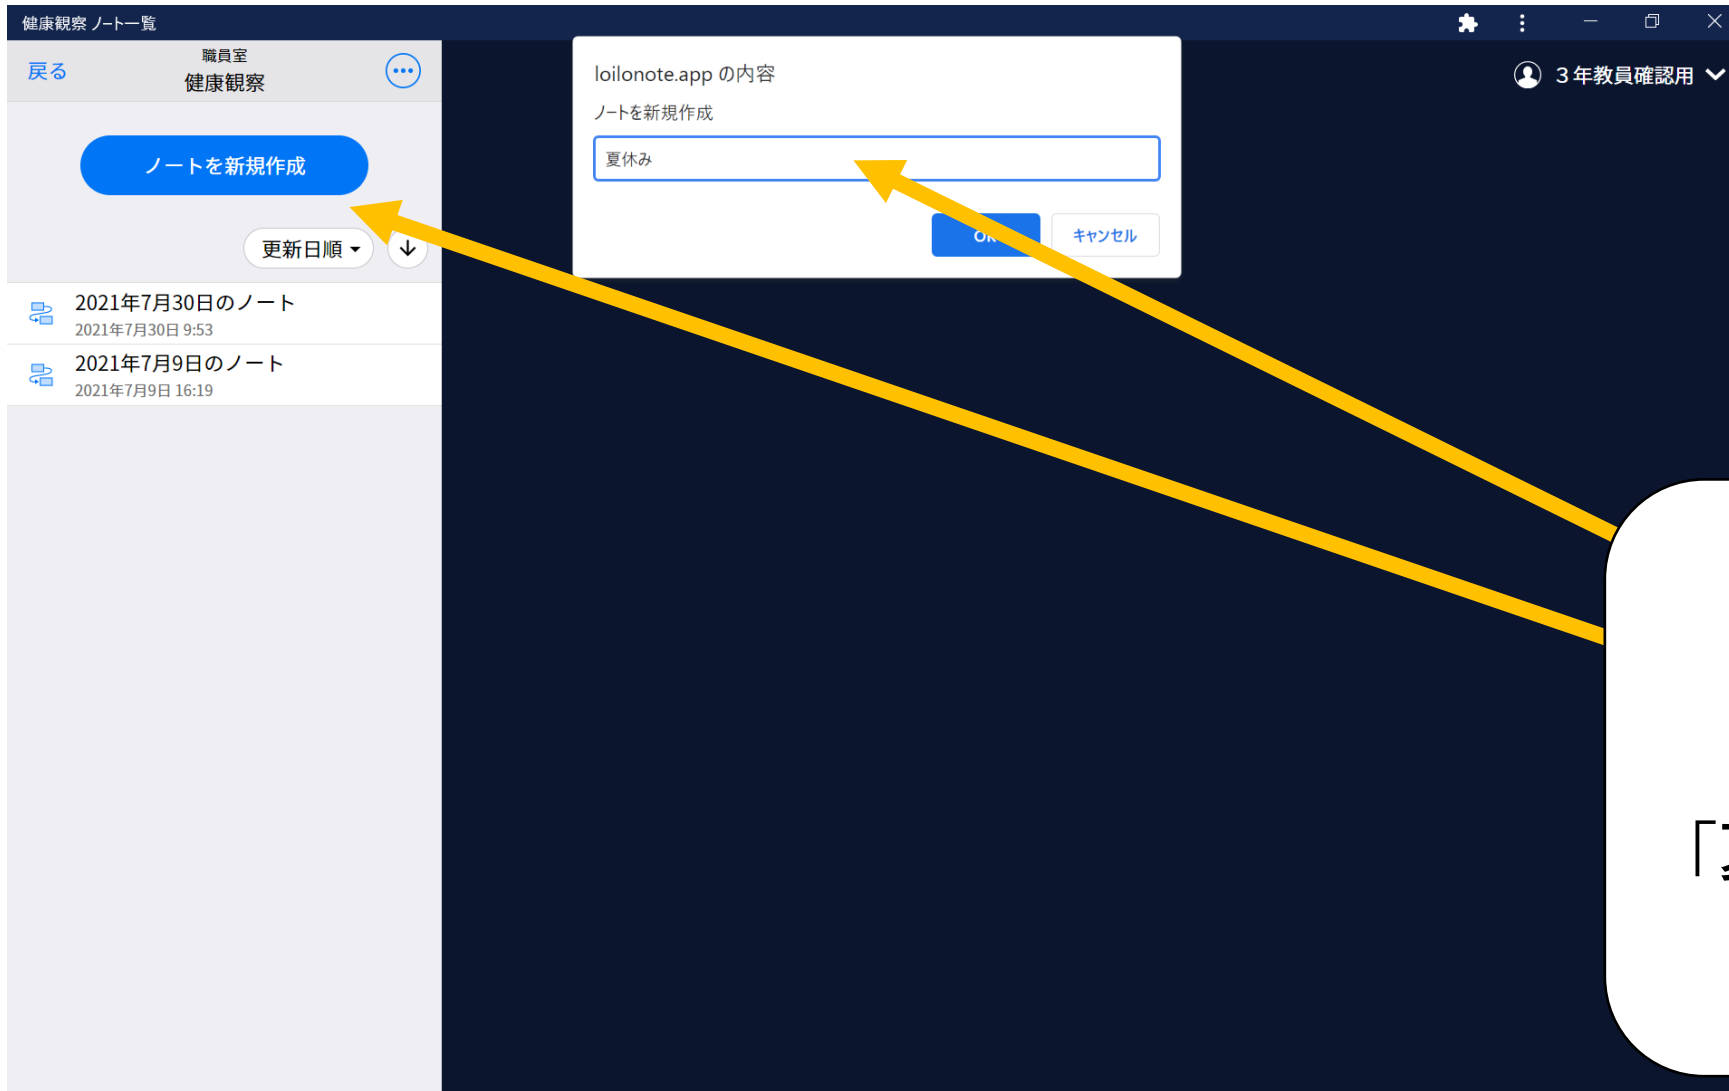 健康観察 ノート一覧
戻る
職員室
健康観察
ノートを新規作成
更新日順
2021年7月30日のノート
2021年7月30日 9:53
2021年7月9日のノート
2021年7月9日 16:19
loilonote.app の内容
ノートを新規作成
夏休み
OK
キャンセル
３年教員確認用
「